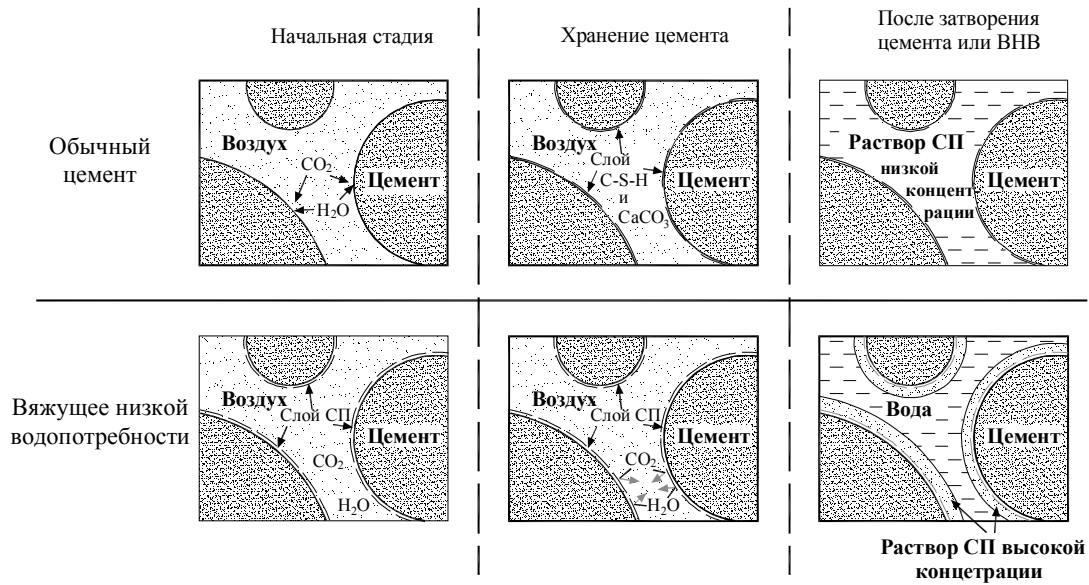 Начальная стадия
Хранение цемента
После затворения
цемента или ВНВ
Обычный
цемент
Воздух
CO₂
Цемент
H₂O
Воздух
Слой
C-S-H
и
CaCO₃
Цемент
Раствор СП
низкой
концент
рации
Цемент
Вяжущее низкой
водопотребности
Воздух
Слой СП
Цемент
CO₂
H₂O
Воздух
Слой СП
Цемент
CO₂
H₂O
Вода
Цемент
Раствор СП высокой
концетрации